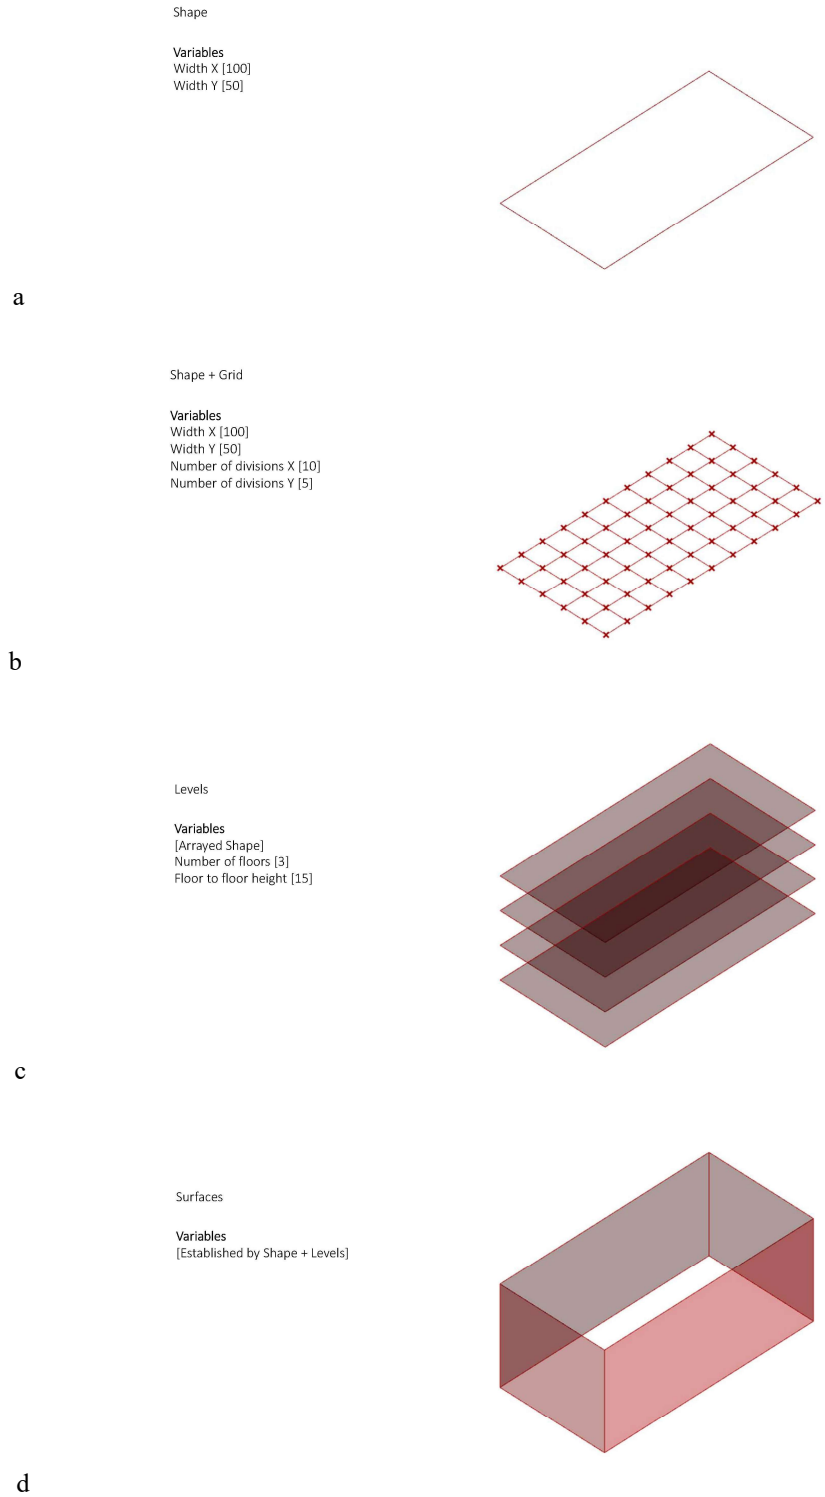 Shape
Variables
Width X [100]
Width Y [50]
a
Shape + Grid
Variables
Width X [100]
Width Y [50]
Number of divisions X [10]
Number of divisions Y [5]
b
Levels
Variables
[Arrayed Shape]
Number of floors [3]
Floor to floor height [15]
c
Surfaces
Variables
[Established by Shape + Levels]
d